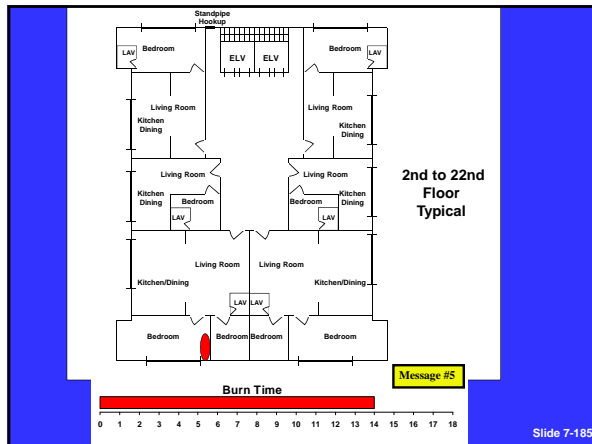 Standpipe
Hookup
Bedroom
LAV
ELV
ELV
Bedroom
LAV
Living Room
Kitchen
Dining
Living Room
Kitchen
Dining
Living Room
Kitchen
Dining
Bedroom
LAV
Living Room
Kitchen
Dining
Bedroom
LAV
2nd to 22nd
Floor
Typical
Living Room
Living Room
Kitchen/Dining
Kitchen/Dining
LAV
LAV
Bedroom
Bedroom
Bedroom
Bedroom
Message #5
Burn Time
0 1 2 3 4 5 6 7 8 9 10 11 12 13 14 15 16 17 18
Slide 7-185